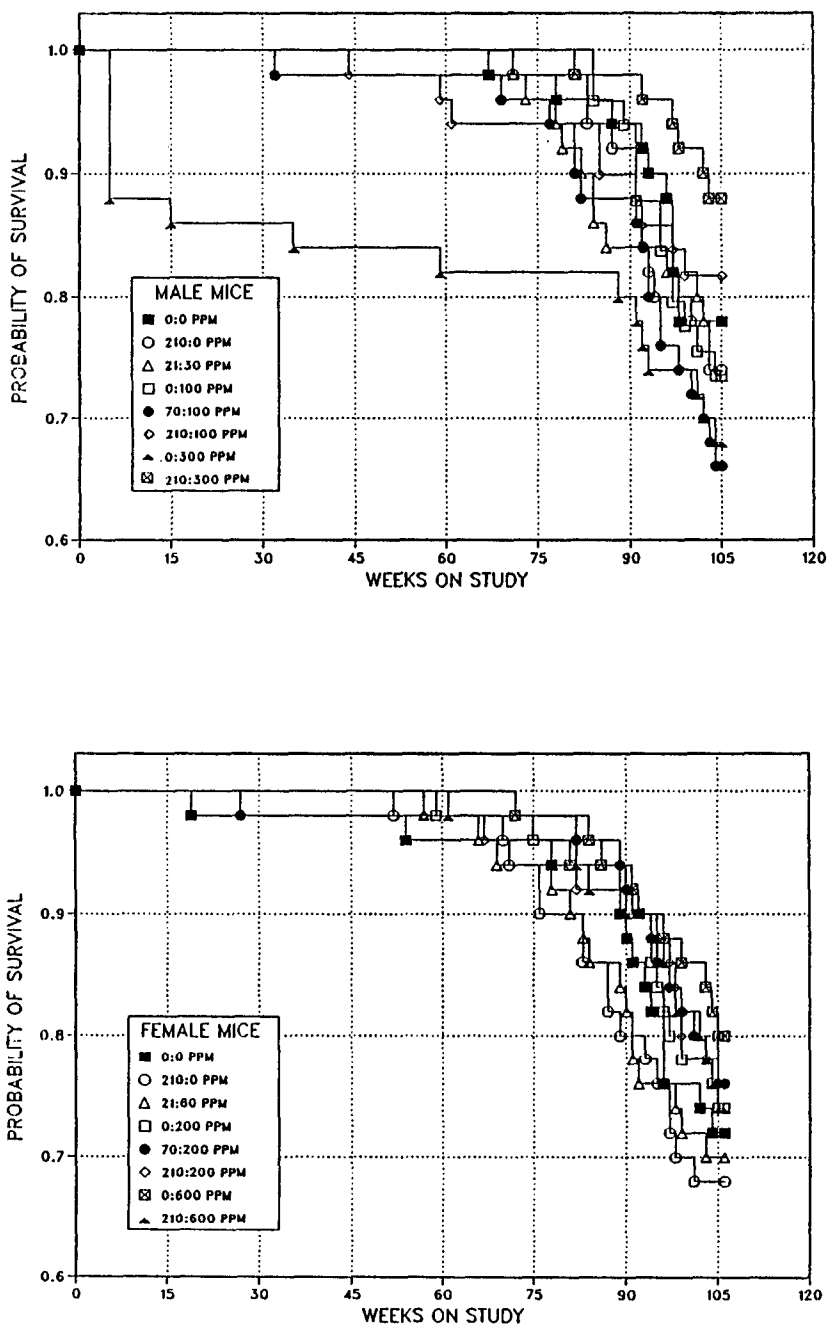 PROBABILITY OF SURVIVAL
1.0
0.9
0.8
0.7
0.6
MALE MICE
0:0 PPM
210:0 PPM
21:30 PPM
0:100 PPM
70:100 PPM
210:100 PPM
0:300 PPM
210:300 PPM
0 15 30 45 60 75 90 105 120
WEEKS ON STUDY
PROBABILITY OF SURVIVAL
1.0
0.9
0.8
0.7
0.6
FEMALE MICE
0:0 PPM
210:0 PPM
21:60 PPM
0:200 PPM
70:200 PPM
210:200 PPM
0:600 PPM
210:600 PPM
0 15 30 45 60 75 90 105 120
WEEKS ON STUDY